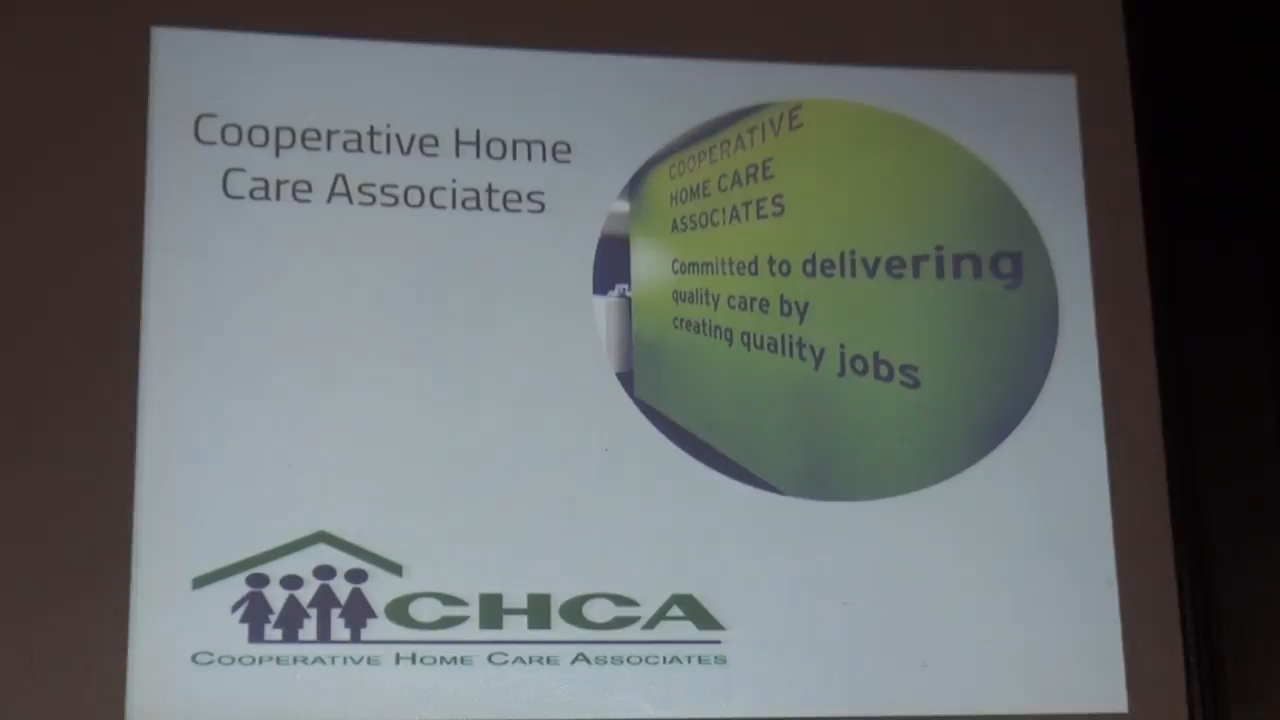 Cooperative Home
Care Associates
COOPERATIVE
HOME CARE
ASSOCIATES
Committed to delivering
quality care by
creating quality jobs
CHCA
COOPERATIVE HOME CARE ASSOCIATES